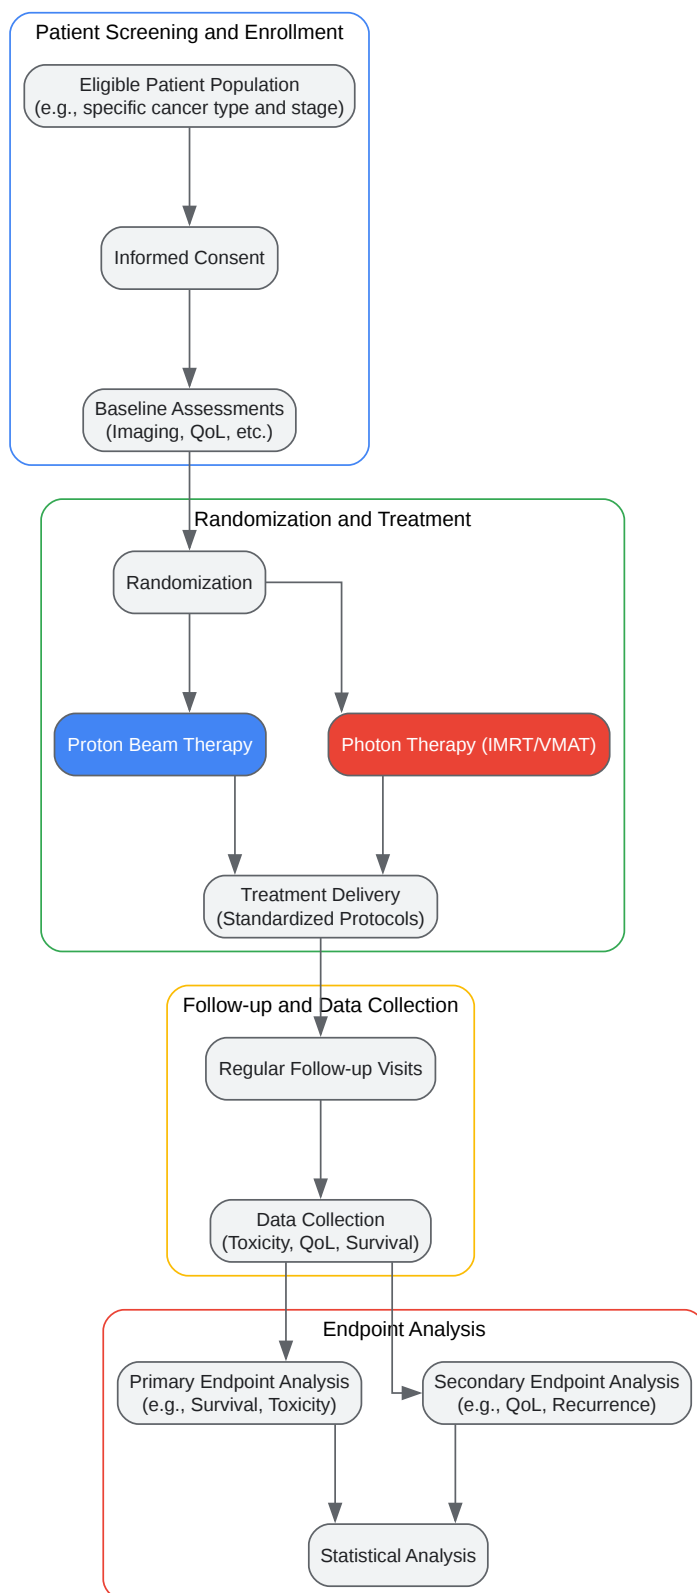 Patient Screening and Enrollment
Eligible Patient Population
(e.g., specific cancer type and stage)
Informed Consent
Baseline Assessments
(Imaging, QoL, etc.)
Randomization and Treatment
Randomization
Proton Beam Therapy
Photon Therapy (IMRT/VMAT)
Treatment Delivery
(Standardized Protocols)
Follow-up and Data Collection
Regular Follow-up Visits
Data Collection
(Toxicity, QoL, Survival)
Endpoint Analysis
Primary Endpoint Analysis
(e.g., Survival, Toxicity)
Secondary Endpoint Analysis
(e.g., QoL, Recurrence)
Statistical Analysis